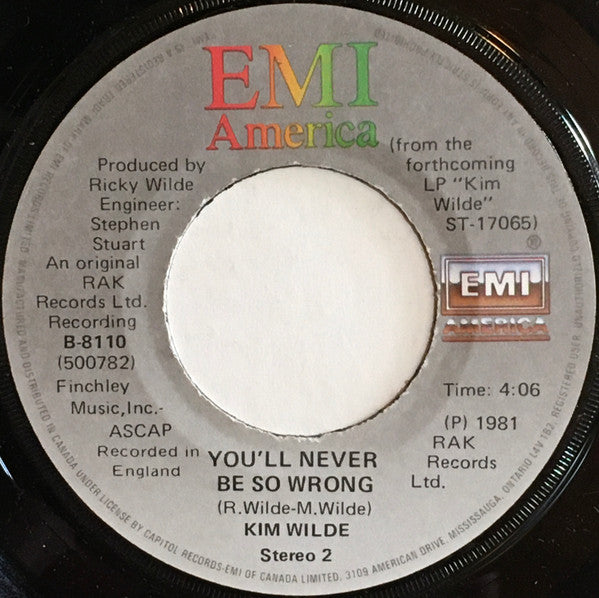 EMI
America
Produced by
Ricky Wilde
Engineer:
Stephen
Stuart
An original
RAK
Records Ltd.
Recording
B-8110
(500782)
Finchley
Music,Inc.-
ASCAP
Recorded in
England
(from the
forthcoming
LP "Kim
Wilde"
ST-17065)
®
EMI
AMERICA
Time: 4:06
(P) 1981
RAK
Records
Ltd.
YOU'LL NEVER
BE SO WRONG
(R.Wilde-M.Wilde)
KIM WILDE
Stereo 2
MANUFACTURED AND DISTRIBUTED IN CANADA UNDER LICENSE BY CAPITOL RECORDS-EMI OF CANADA LIMITED. 3109 AMERICAN DRIVE, MISSISSAUGA, ONTARIO L4V 1B2. REGISTERED USER.